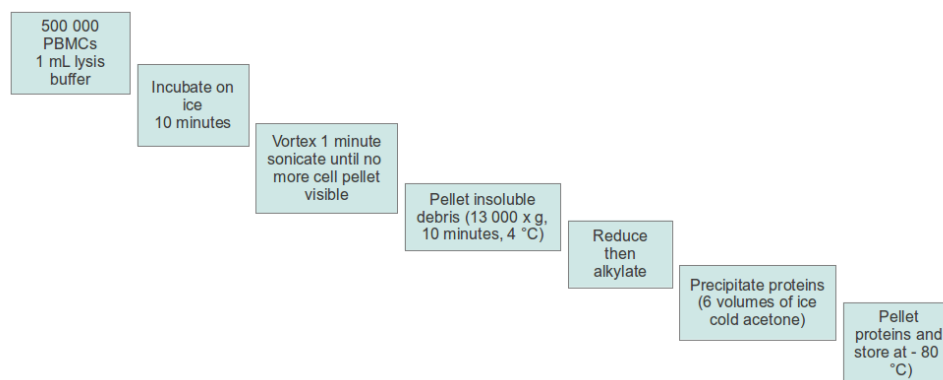 500 000
PBMCs
1 mL lysis
buffer
Incubate on
ice
10 minutes
Vortex 1 minute
sonicate until no
more cell pellet
visible
Pellet insoluble
debris (13 000 x g,
10 minutes, 4 °C)
Reduce
then
alkylate
Precipitate proteins
(6 volumes of ice
cold acetone)
Pellet
proteins and
store at - 80
°C)